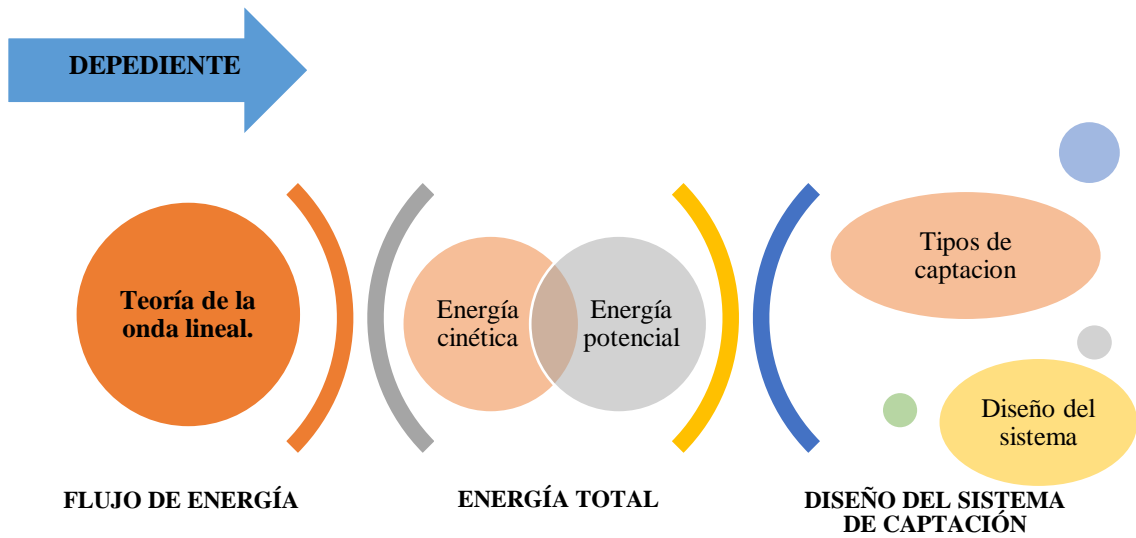 DEPEDIENTE
Teoría de la
onda lineal.
FLUJO DE ENERGÍA
Energía
cinética
Energía
potencial
ENERGÍA TOTAL
Tipos de
captacion
Diseño del
sistema
DISEÑO DEL SISTEMA
DE CAPTACIÓN